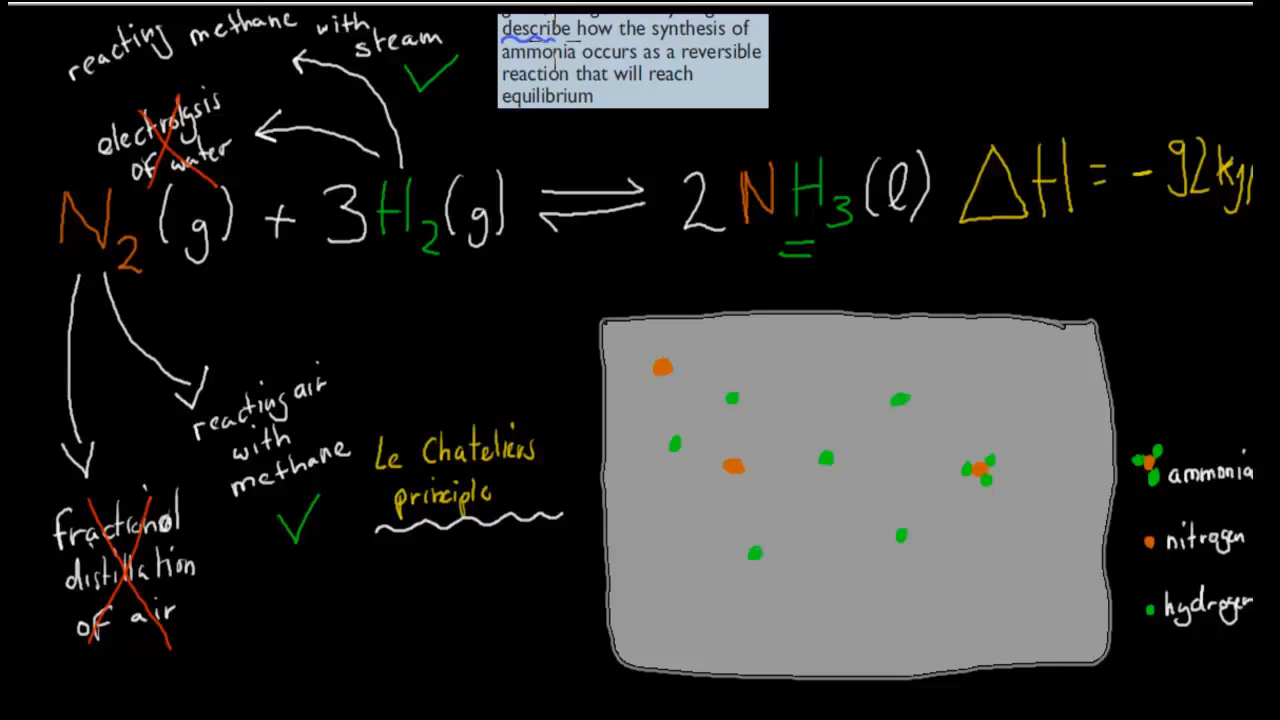 reacting methane with
steam
describe how the synthesis of
ammonia occurs as a reversible
reaction that will reach
equilibrium
electrolysis
of water
N2 (g) + 3H2(g) ⇌ 2NH3(l) ΔH = -92kgj
reacting air
with
methane
Le Chateliers
principle
fractional
distillation
of air
ammonia
nitrogen
hydrogen